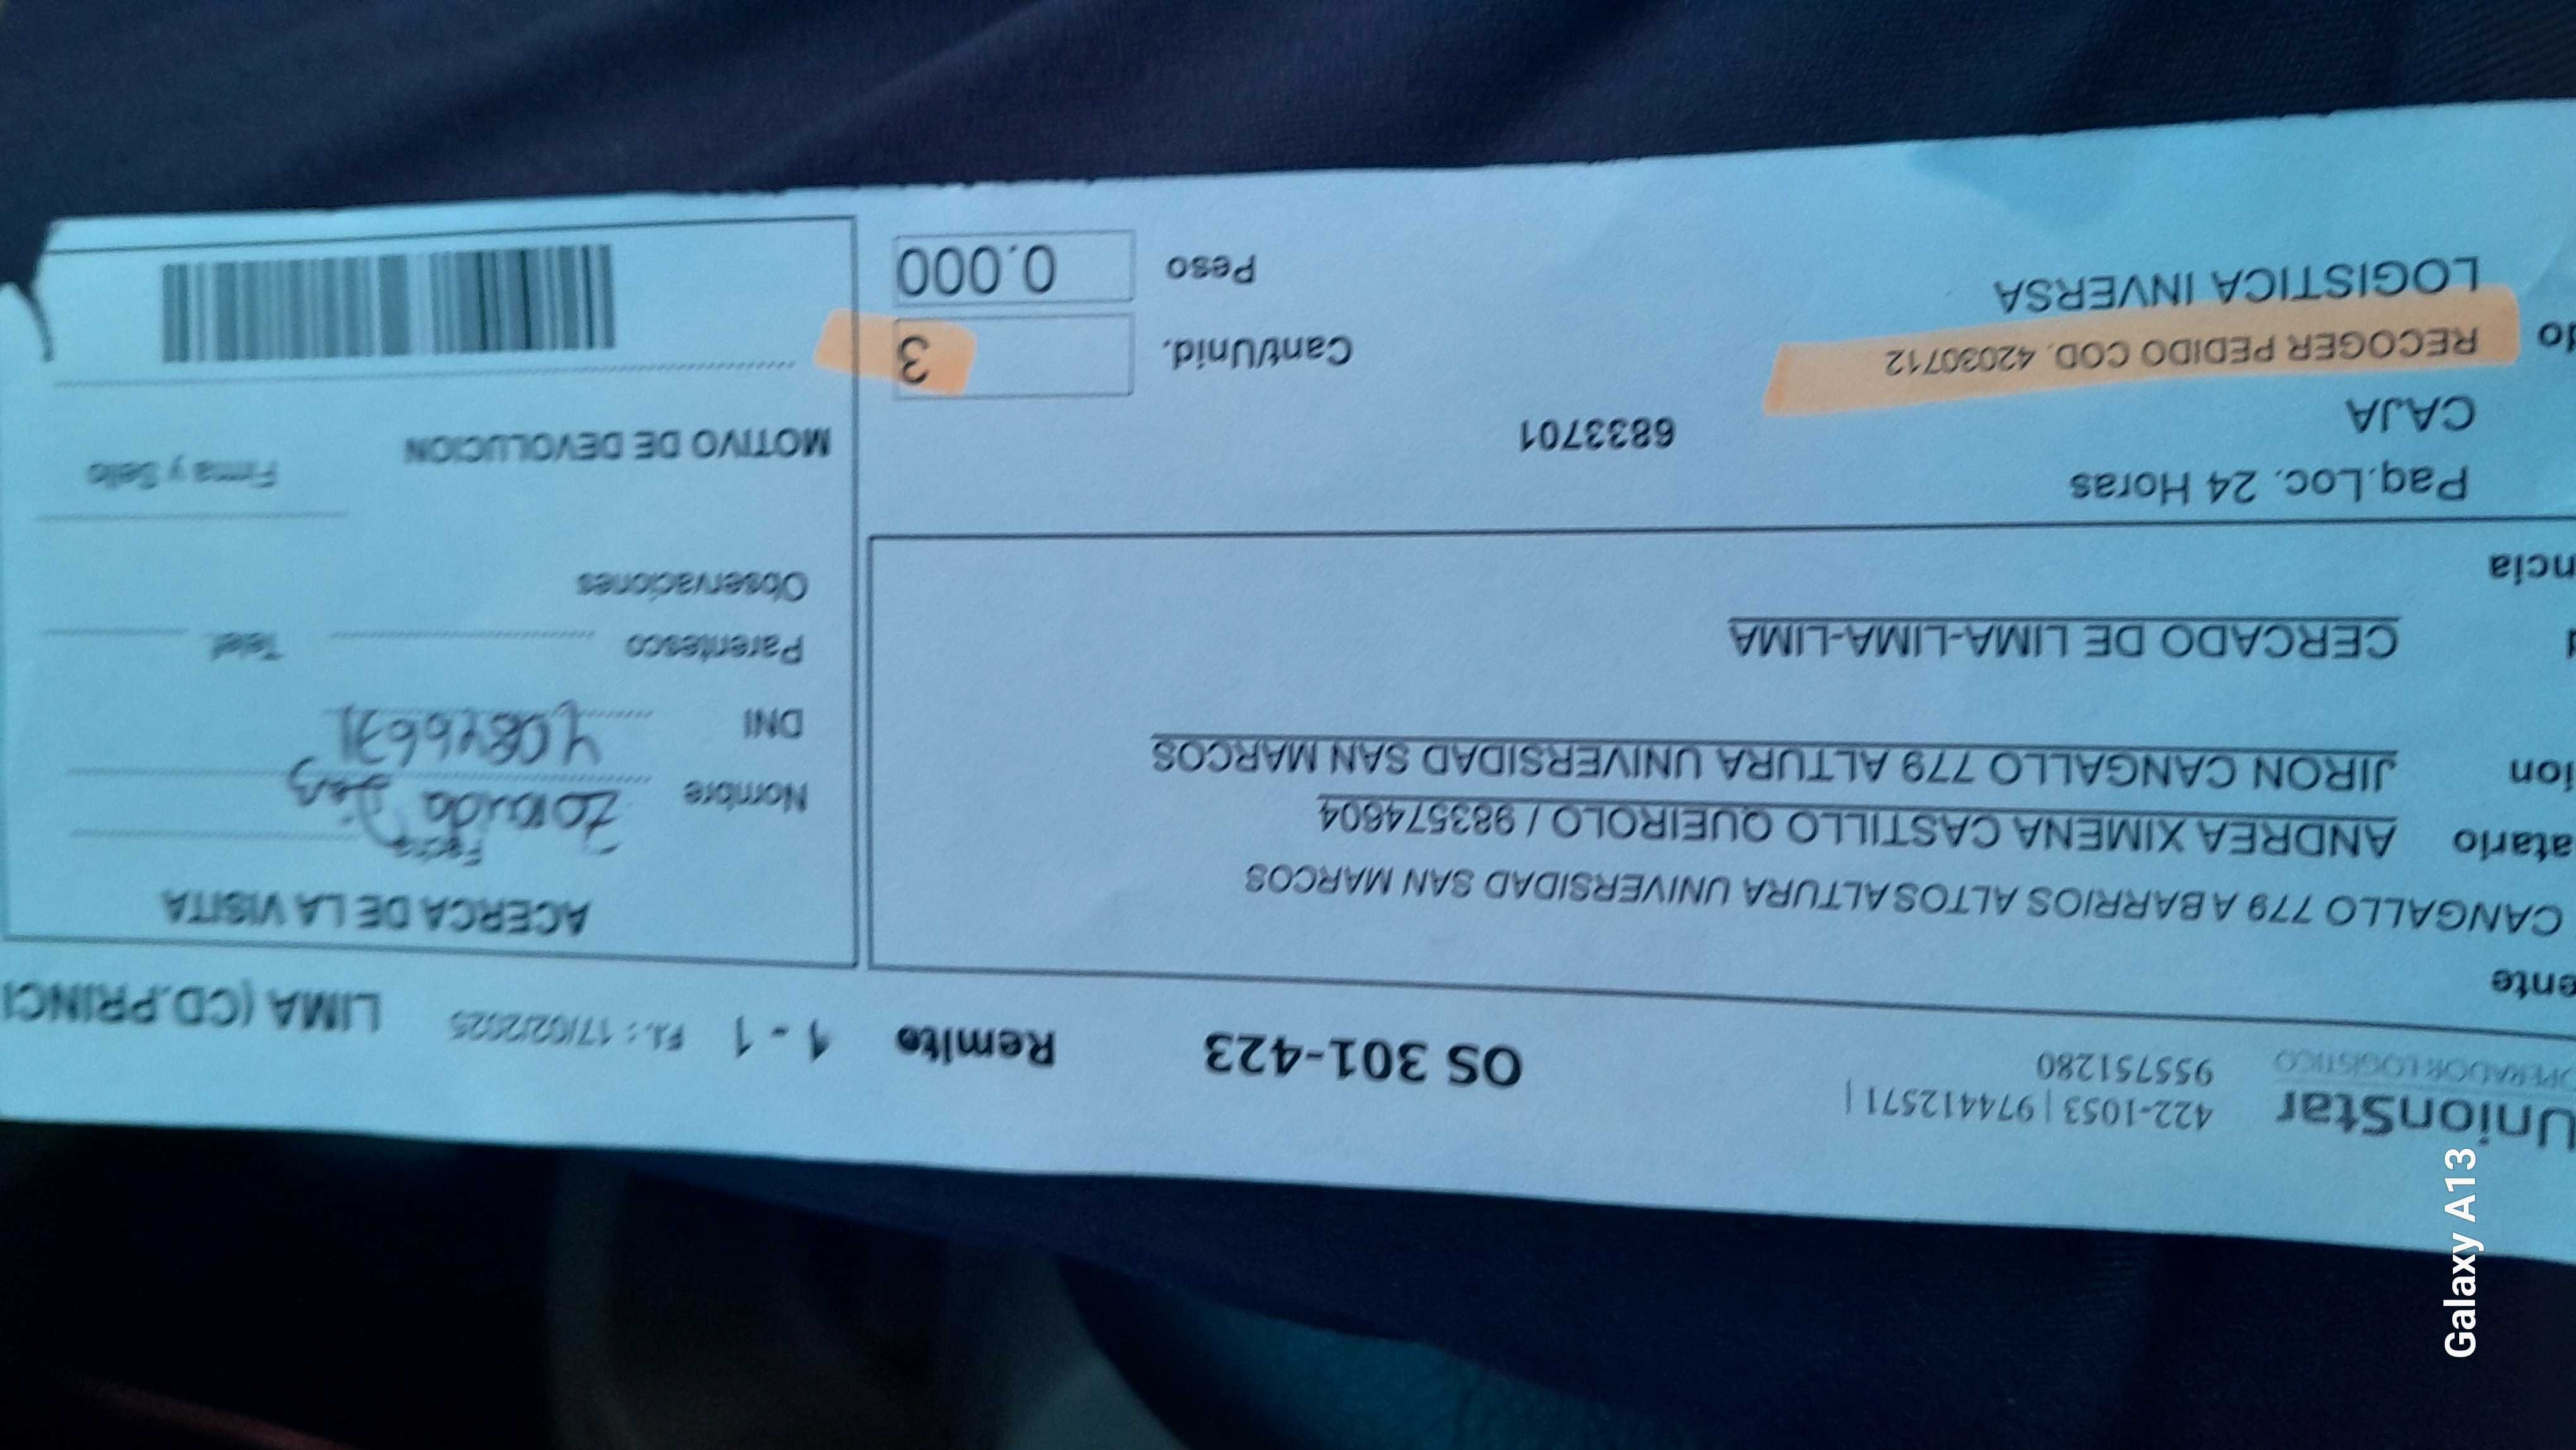 UnionStar 422-1053 | 974412571 |
OPERADOR LOGISTICO 955751280
OS 301-423 Remito 1 - 1 F.I.: 17/02/2025 LIMA (CD.PRINCI
ente
CANGALLO 779 A BARRIOS ALTOS ALTURA UNIVERSIDAD SAN MARCOS
atario ANDREA XIMENA CASTILLO QUEIROLO / 983574604
ion JIRON CANGALLO 779 ALTURA UNIVERSIDAD SAN MARCOS
CERCADO DE LIMA-LIMA-LIMA
ncia
Paq.Loc. 24 Horas
CAJA 6833701
do RECOGER PEDIDO COD. 42030712
LOGISTICA INVERSA
Cant/Unid. 3
Peso 0.000
ACERCA DE LA VISITA
Fecha
Nombre Zoraida Díaz
DNI
Parentesco Telef.
Observaciones
Firma y Sello
MOTIVO DE DEVOLUCION
Galaxy A13